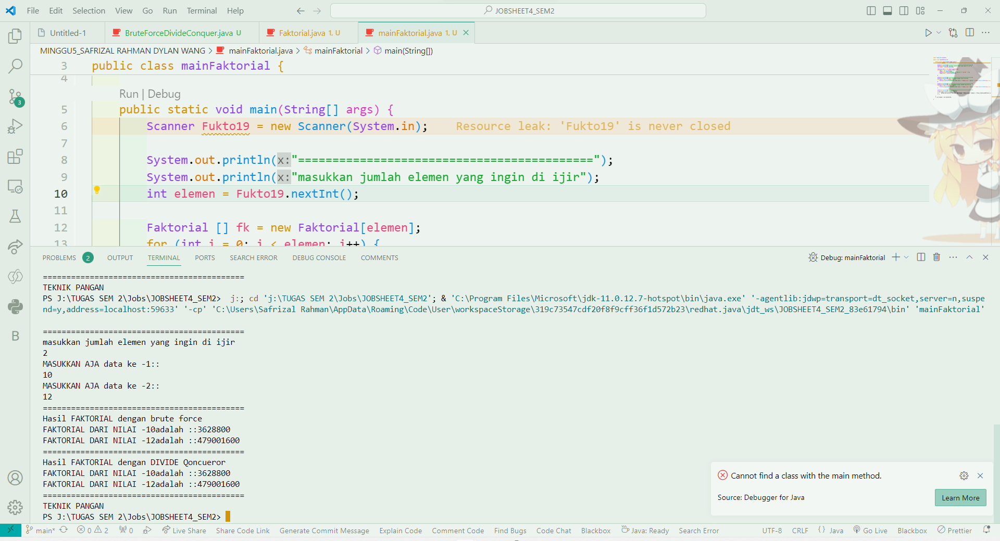 File Edit Selection View Go Run Terminal Help JOBSHEET4_SEM2
Untitled-1 BruteForceDivideConquer.java U Faktorial.java 1, U mainFaktorial.java 1, U
MINGGU5_SAFRIZAL RAHMAN DYLAN WANG > mainFaktorial.java > mainFaktorial > main(String[])
3 public class mainFaktorial {
4
Run | Debug
5 public static void main(String[] args) {
6 Scanner Fukto19 = new Scanner(System.in); Resource leak: 'Fukto19' is never closed
7
8 System.out.println(x:"===========================================");
9 System.out.println(x:"masukkan jumlah elemen yang ingin di ijir");
10 int elemen = Fukto19.nextInt();
11
12 Faktorial [] fk = new Faktorial[elemen];
13 for (int i = 0; i < elemen; i++) {
PROBLEMS 2 OUTPUT TERMINAL PORTS SEARCH ERROR DEBUG CONSOLE COMMENTS Debug: mainFaktorial
===========================================
TEKNIK PANGAN
PS J:\TUGAS SEM 2\Jobs\JOBSHEET4_SEM2> j:; cd 'j:\TUGAS SEM 2\Jobs\JOBSHEET4_SEM2'; & 'C:\Program Files\Microsoft\jdk-11.0.12.7-hotspot\bin\java.exe' '-agentlib:jdwp=transport=dt_socket,server=n,suspe
nd=y,address=localhost:59633' '-cp' 'C:\Users\Safrizal Rahman\AppData\Roaming\Code\User\workspaceStorage\319c73547cdf20f8f9cff36f1d572b23\redhat.java\jdt_ws\JOBSHEET4_SEM2_83e61794\bin' 'mainFaktorial'
===========================================
masukkan jumlah elemen yang ingin di ijir
2
MASUKKAN AJA data ke -1::
10
MASUKKAN AJA data ke -2::
12
===========================================
Hasil FAKTORIAL dengan brute force
FAKTORIAL DARI NILAI -10adalah ::3628800
FAKTORIAL DARI NILAI -12adalah ::479001600
===========================================
Hasil FAKTORIAL dengan DIVIDE Qoncueror
FAKTORIAL DARI NILAI -10adalah ::3628800
FAKTORIAL DARI NILAI -12adalah ::479001600
===========================================
TEKNIK PANGAN
PS J:\TUGAS SEM 2\Jobs\JOBSHEET4_SEM2>
Cannot find a class with the main method.
Source: Debugger for Java
Learn More
3
B
main* 0 2 0 Live Share Share Code Link Generate Commit Message Explain Code Comment Code Find Bugs Code Chat Blackbox Java: Ready Search Error UTF-8 CRLF {} Java Go Live Blackbox Prettier